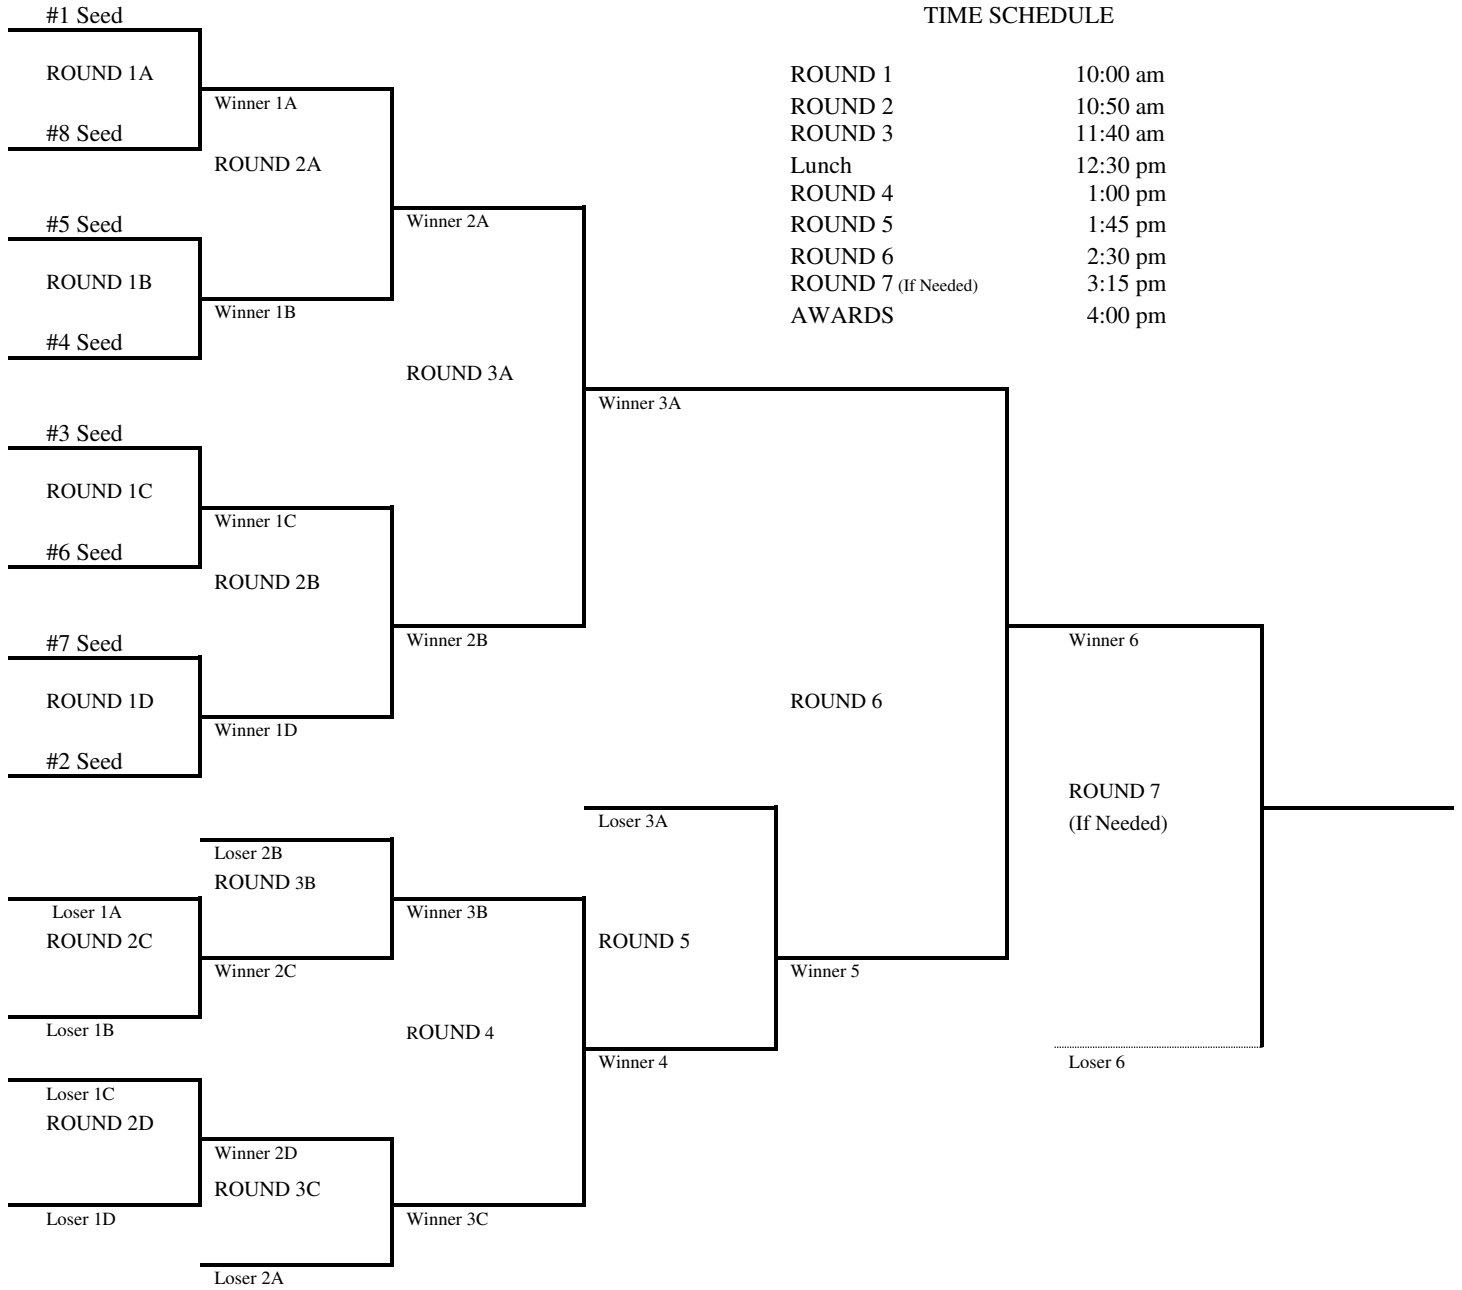 #1 Seed
TIME SCHEDULE
ROUND 1A
ROUND 1 10:00 am
Winner 1A
ROUND 2 10:50 am
#8 Seed
ROUND 3 11:40 am
ROUND 2A
Lunch 12:30 pm
ROUND 4 1:00 pm
#5 Seed
Winner 2A
ROUND 5 1:45 pm
ROUND 6 2:30 pm
ROUND 1B
ROUND 7 (If Needed) 3:15 pm
Winner 1B
AWARDS 4:00 pm
#4 Seed
ROUND 3A
Winner 3A
#3 Seed
ROUND 1C
Winner 1C
#6 Seed
ROUND 2B
#7 Seed
Winner 2B
Winner 6
ROUND 1D
ROUND 6
Winner 1D
#2 Seed
ROUND 7
(If Needed)
Loser 3A
Loser 2B
ROUND 3B
Loser 1A
Winner 3B
ROUND 2C
ROUND 5
Winner 2C
Winner 5
Loser 1B
ROUND 4
Winner 4
Loser 6
Loser 1C
ROUND 2D
Winner 2D
ROUND 3C
Loser 1D
Winner 3C
Loser 2A